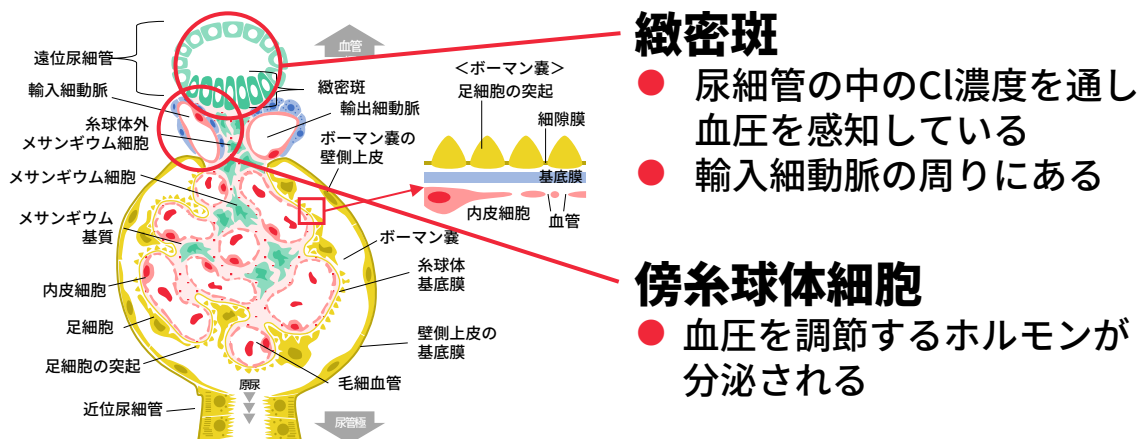 遠位尿細管
輸入細動脈
糸球体外
メサンギウム細胞
メサンギウム細胞
メサンギウム
基質
内皮細胞
足細胞
足細胞の突起
近位尿細管
血管
緻密斑
輸出細動脈
ボーマン嚢の
壁側上皮
ボーマン嚢
糸球体
基底膜
壁側上皮の
基底膜
毛細血管
原尿
尿管極
＜ボーマン嚢＞
足細胞の突起
細隙膜
基底膜
内皮細胞
血管
緻密斑
● 尿細管の中のCl濃度を通し
血圧を感知している
● 輸入細動脈の周りにある
傍糸球体細胞
● 血圧を調節するホルモンが
分泌される